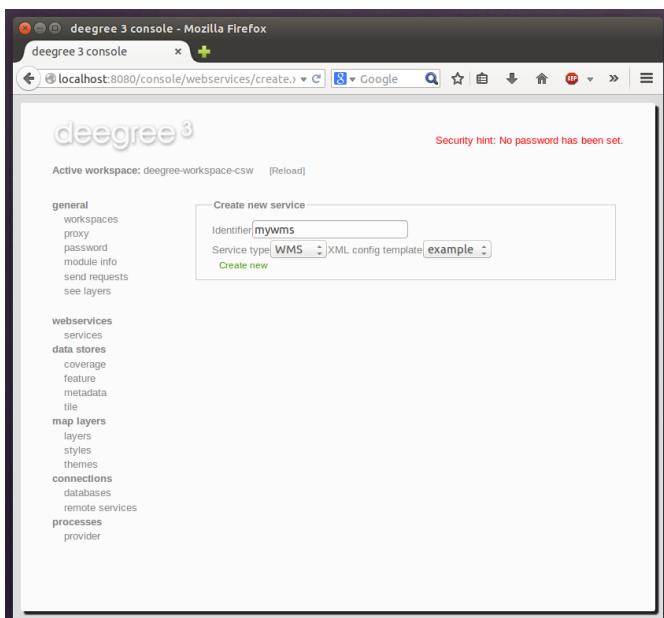 deegree 3 console - Mozilla Firefox
deegree 3 console
localhost:8080/console/webservices/create.
Google
deegree 3
Security hint: No password has been set.
Active workspace: deegree-workspace-csw [Reload]
general
workspaces
proxy
password
module info
send requests
see layers
webservices
services
data stores
coverage
feature
metadata
tile
map layers
layers
styles
themes
connections
databases
remote services
processes
provider
Create new service
Identifier mywms
Service type WMS XML config template example
Create new